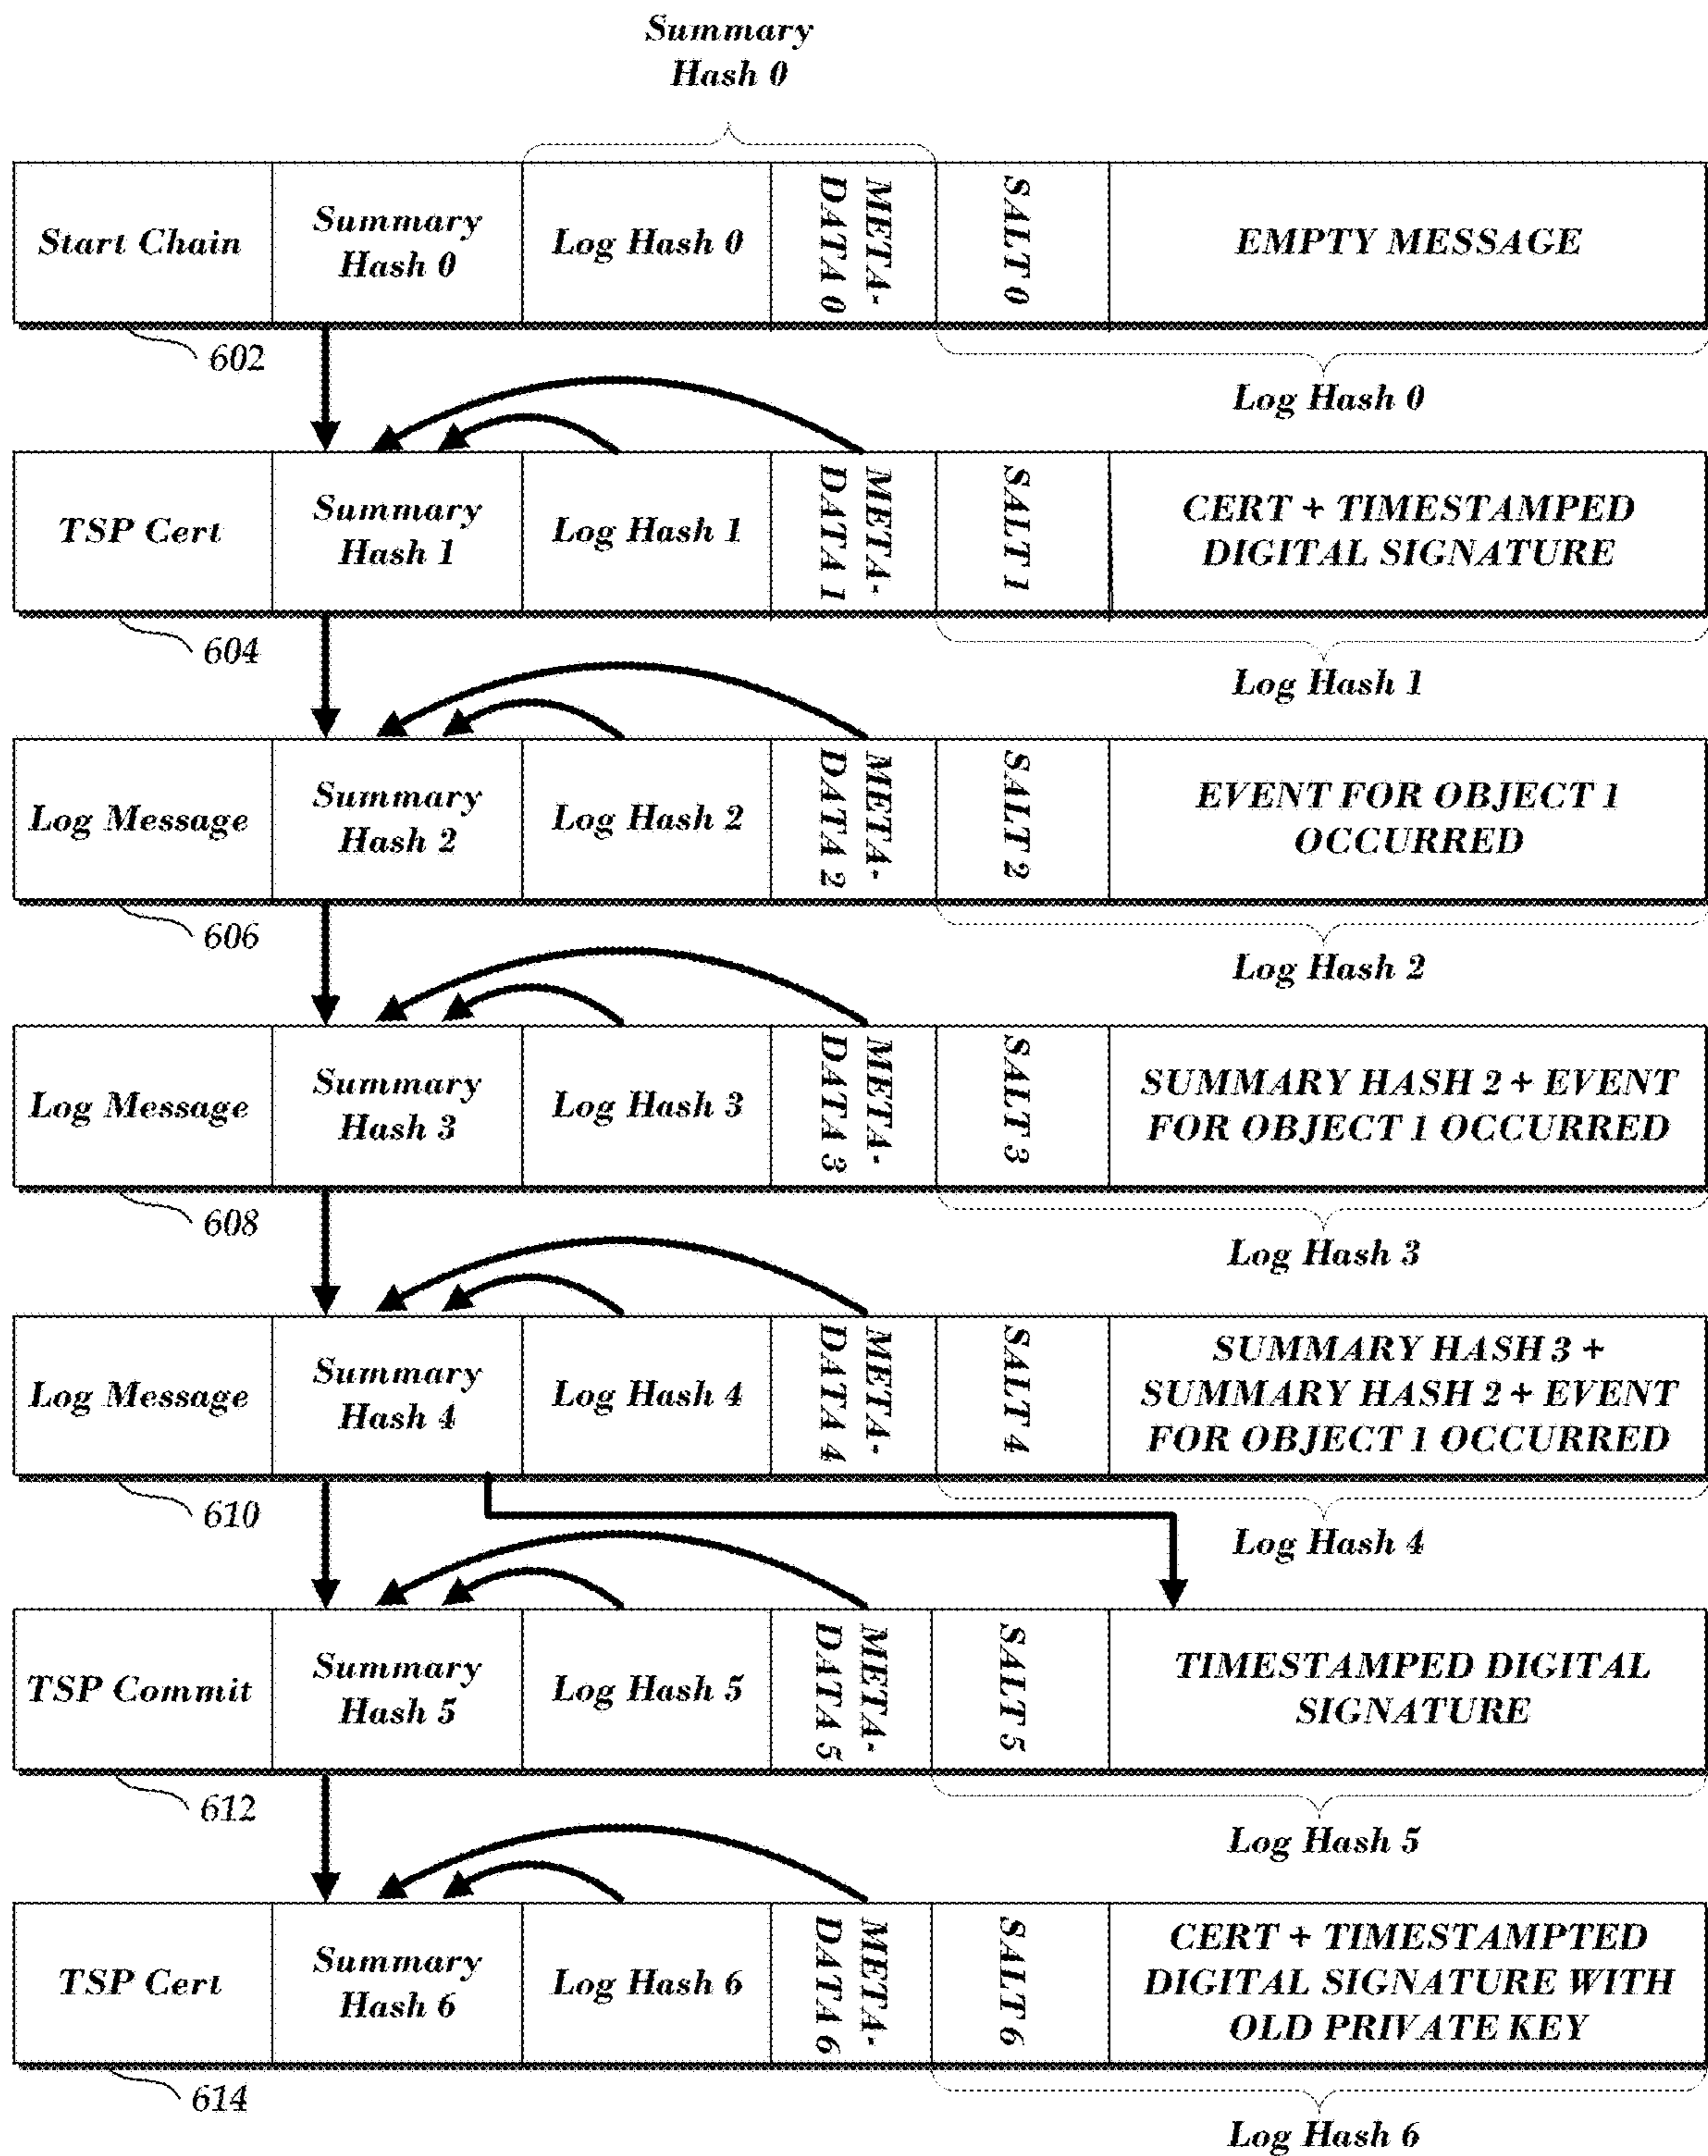 Summary
Hash 0
Start Chain
Summary
Hash 0
Log Hash 0
META-
DATA 0
SALT 0
EMPTY MESSAGE
602
Log Hash 0
TSP Cert
Summary
Hash 1
Log Hash 1
META-
DATA 1
SALT 1
CERT + TIMESTAMPED
DIGITAL SIGNATURE
604
Log Hash 1
Log Message
Summary
Hash 2
Log Hash 2
META-
DATA 2
SALT 2
EVENT FOR OBJECT 1
OCCURRED
606
Log Hash 2
Log Message
Summary
Hash 3
Log Hash 3
META-
DATA 3
SALT 3
SUMMARY HASH 2 + EVENT
FOR OBJECT 1 OCCURRED
608
Log Hash 3
Log Message
Summary
Hash 4
Log Hash 4
META-
DATA 4
SALT 4
SUMMARY HASH 3 +
SUMMARY HASH 2 + EVENT
FOR OBJECT 1 OCCURRED
610
Log Hash 4
TSP Commit
Summary
Hash 5
Log Hash 5
META-
DATA 5
SALT 5
TIMESTAMPED DIGITAL
SIGNATURE
612
Log Hash 5
TSP Cert
Summary
Hash 6
Log Hash 6
META-
DATA 6
SALT 6
CERT + TIMESTAMPTED
DIGITAL SIGNATURE WITH
OLD PRIVATE KEY
614
Log Hash 6